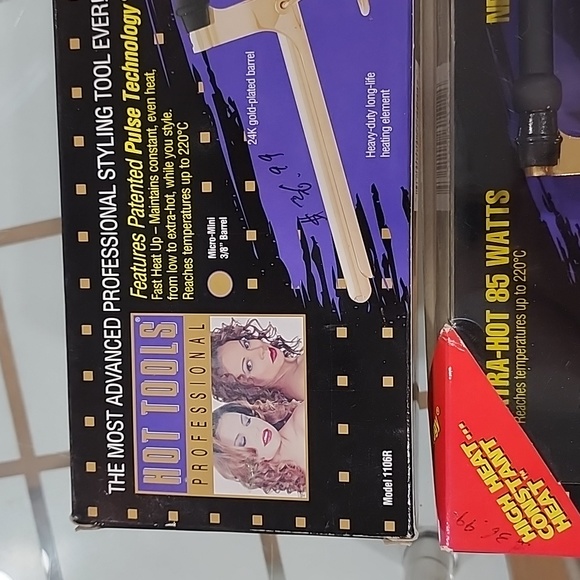 THE MOST ADVANCED PROFESSIONAL STYLING TOOL EVER!
Features Patented Pulse Technology
Fast Heat Up – Maintains constant, even heat,
from low to extra-hot, while you style.
Reaches temperatures up to 220°C
Micro-Mini
3/8" Barrel
24K gold-plated barrel
Heavy-duty long-life
heating element
$36.99
HOT TOOLS®
PROFESSIONAL
Model 1106R
TRA-HOT 85 WATTS
Reaches temperatures up to 220°C
HIGH HEAT...
CONSTANT
HEAT...
36.99